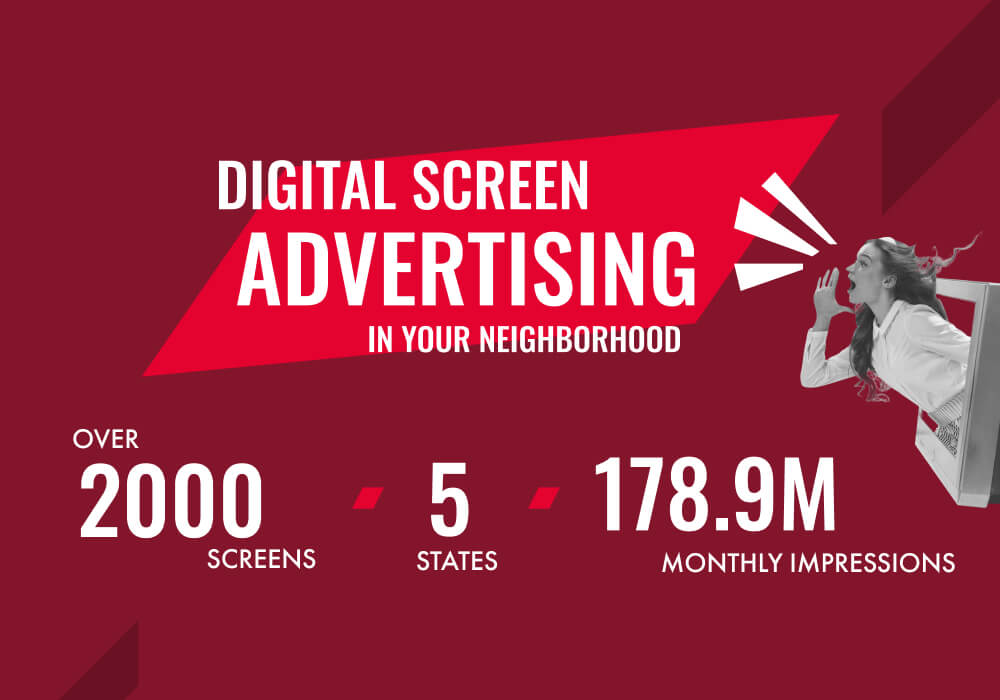 DIGITAL SCREEN
ADVERTISING
IN YOUR NEIGHBORHOOD
OVER
2000
SCREENS
5
STATES
178.9M
MONTHLY IMPRESSIONS